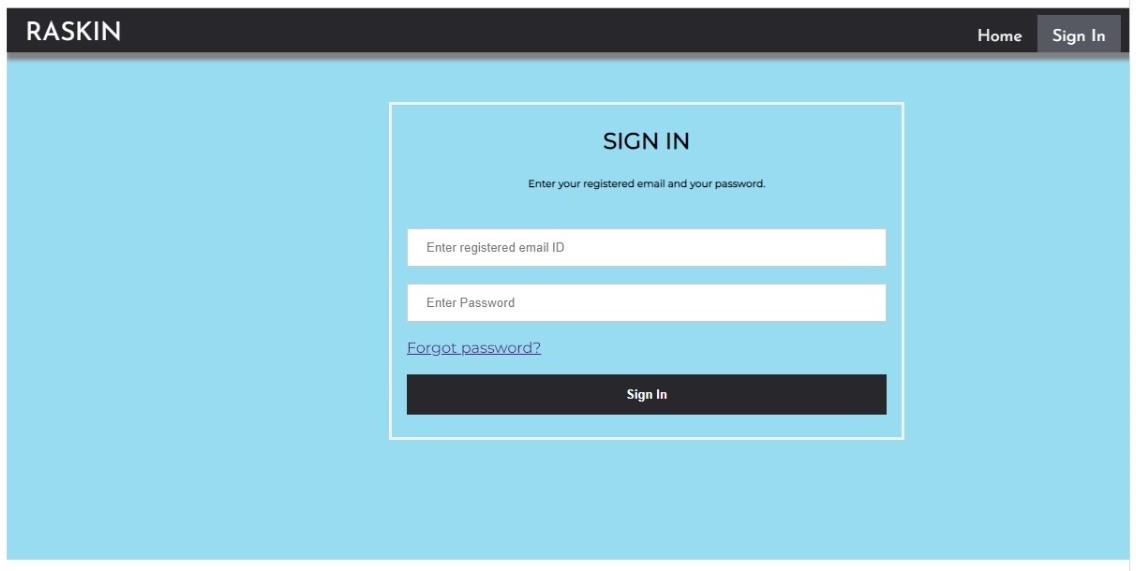 RASKIN
Home
Sign In
SIGN IN
Enter your registered email and your password.
Enter registered email ID
Enter Password
Forgot password?
Sign In